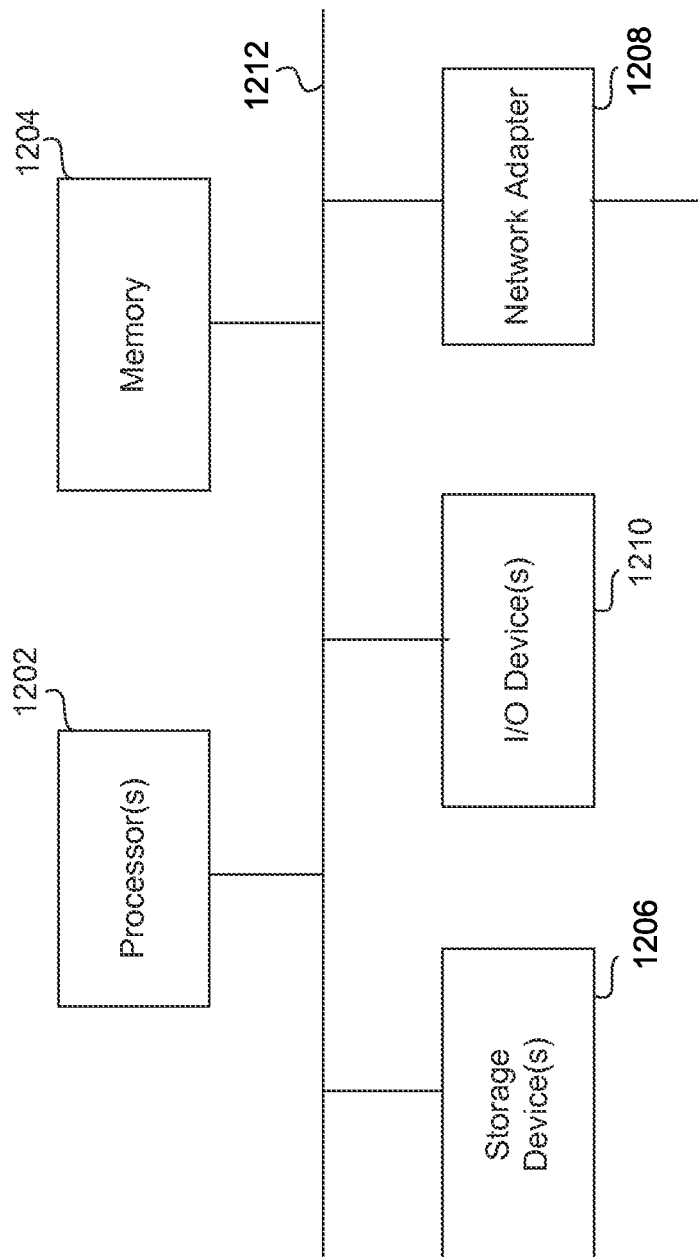 1202
Processor(s)
1204
Memory
1212
Storage
Device(s)
1206
I/O Device(s)
1210
Network Adapter
1208